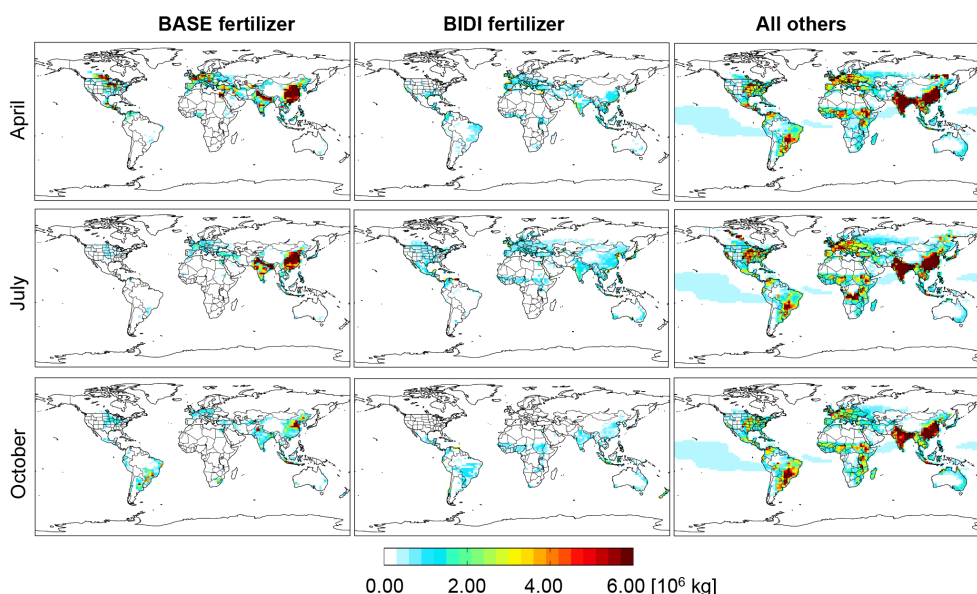 BASE fertilizer BIDI fertilizer All others
April
July
October
0.00 2.00 4.00 6.00 [10⁶ kg]